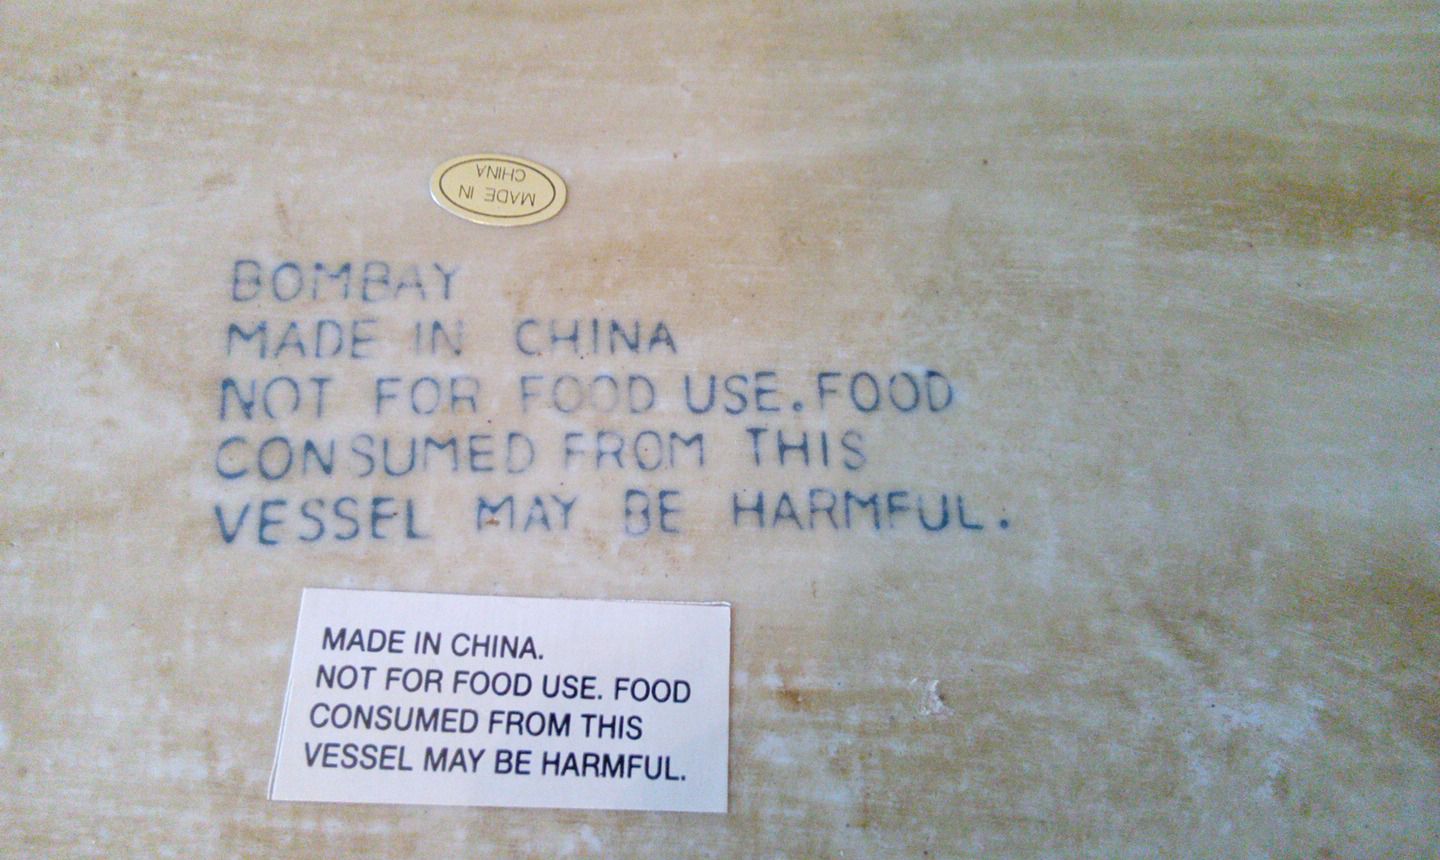 MADE IN
CHINA
BOMBAY
MADE IN CHINA
NOT FOR FOOD USE. FOOD
CONSUMED FROM THIS
VESSEL MAY BE HARMFUL.
MADE IN CHINA.
NOT FOR FOOD USE. FOOD
CONSUMED FROM THIS
VESSEL MAY BE HARMFUL.